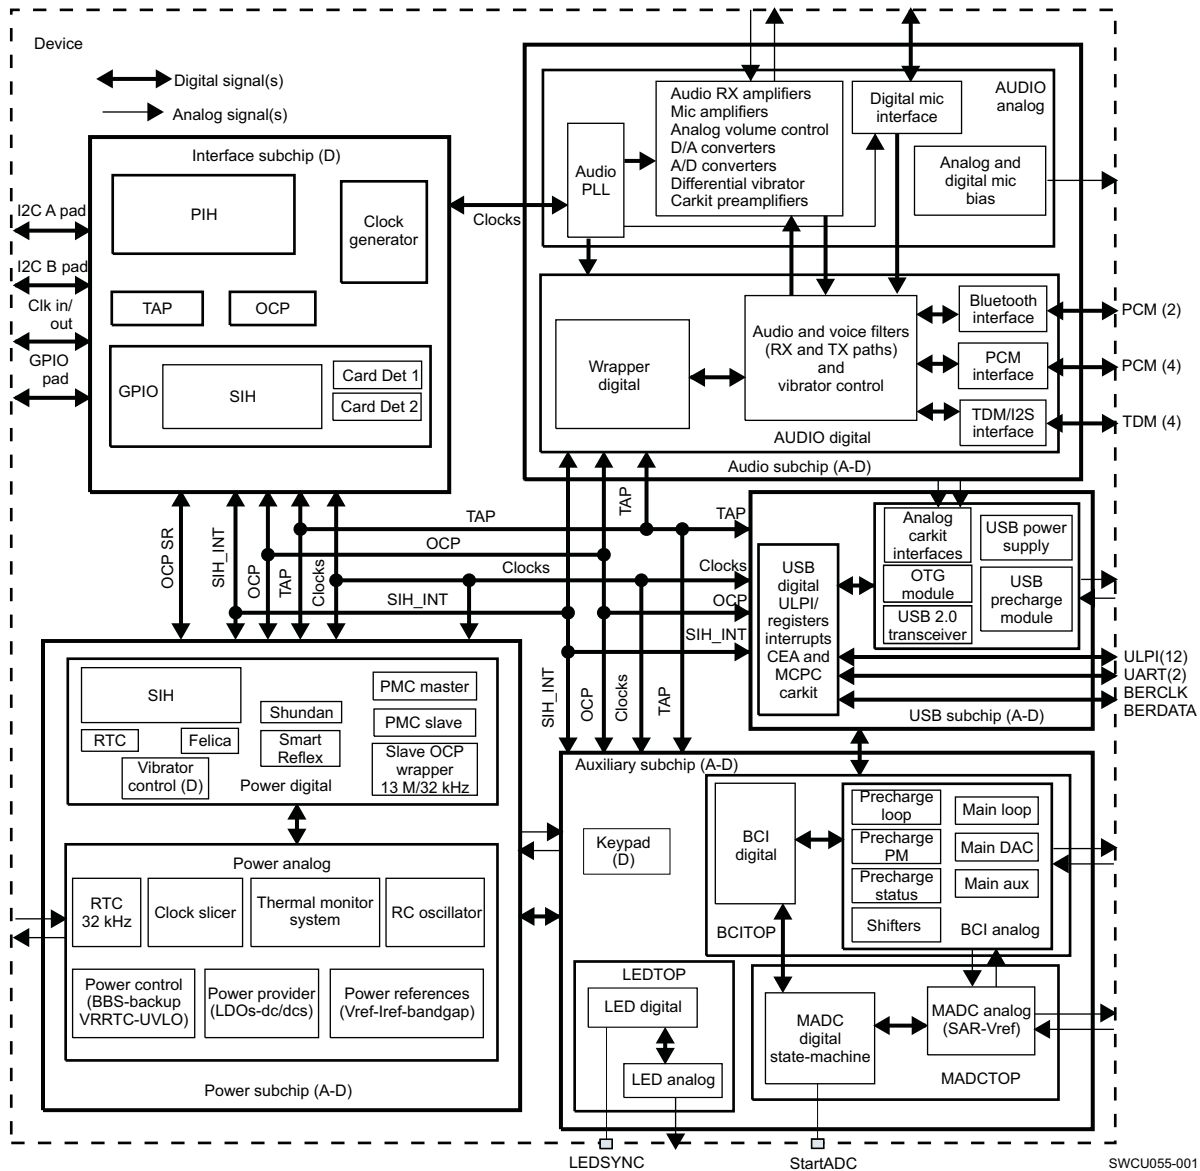 Device
Digital signal(s)
Analog signal(s)
Interface subchip (D)
PIH
Clock
generator
TAP
OCP
GPIO
SIH
Card Det 1
Card Det 2
I2C A pad
I2C B pad
Clk in/
out
GPIO
pad
Clocks
AUDIO
analog
Audio RX amplifiers
Mic amplifiers
Analog volume control
D/A converters
A/D converters
Differential vibrator
Carkit preamplifiers
Digital mic
interface
Audio
PLL
Analog and
digital mic
bias
Wrapper
digital
Audio and voice filters
(RX and TX paths)
and
vibrator control
Bluetooth
interface
PCM
interface
TDM/I2S
interface
AUDIO digital
Audio subchip (A-D)
PCM (2)
PCM (4)
TDM (4)
OCP SR
SIH_INT
OCP
TAP
Clocks
TAP
OCP
Clocks
SIH_INT
TAP
TAP
Clocks
OCP
SIH_INT
SIH_INT
OCP
Clocks
TAP
USB
digital
ULPI/
registers
interrupts
CEA and
MCPC
carkit
Analog
carkit
interfaces
OTG
module
USB 2.0
transceiver
USB power
supply
USB
precharge
module
USB subchip (A-D)
ULPI(12)
UART(2)
BERCLK
BERDATA
SIH
RTC
Felica
Vibrator
control (D)
Shundan
Smart
Reflex
PMC master
PMC slave
Slave OCP
wrapper
13 M/32 kHz
Power digital
Power analog
RTC
32 kHz
Clock slicer
Thermal monitor
system
RC oscillator
Power control
(BBS-backup
VRRTC-UVLO)
Power provider
(LDOs-dc/dcs)
Power references
(Vref-Iref-bandgap)
Power subchip (A-D)
Auxiliary subchip (A-D)
Keypad
(D)
BCI
digital
Precharge
loop
Precharge
PM
Precharge
status
Shifters
Main loop
Main DAC
Main aux
BCI analog
BCITOP
LEDTOP
LED digital
LED analog
MADC
digital
state-machine
MADC analog
(SAR-Vref)
MADCTOP
LEDSYNC
StartADC
SWCU055-001